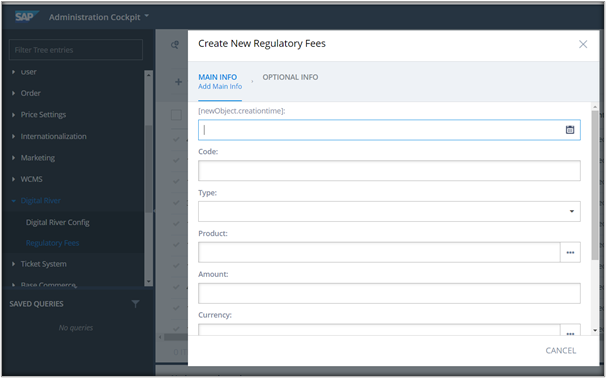 SAP Administration Cockpit
Filter Tree entries
User
Order
Price Settings
Internationalization
Marketing
WCMS
Digital River
Digital River Config
Regulatory Fees
Ticket System
Base Commerce
SAVED QUERIES
No queries
Create New Regulatory Fees
MAIN INFO
Add Main Info
OPTIONAL INFO
[newObject.creationtime]:
Code:
Type:
Product:
Amount:
Currency:
CANCEL